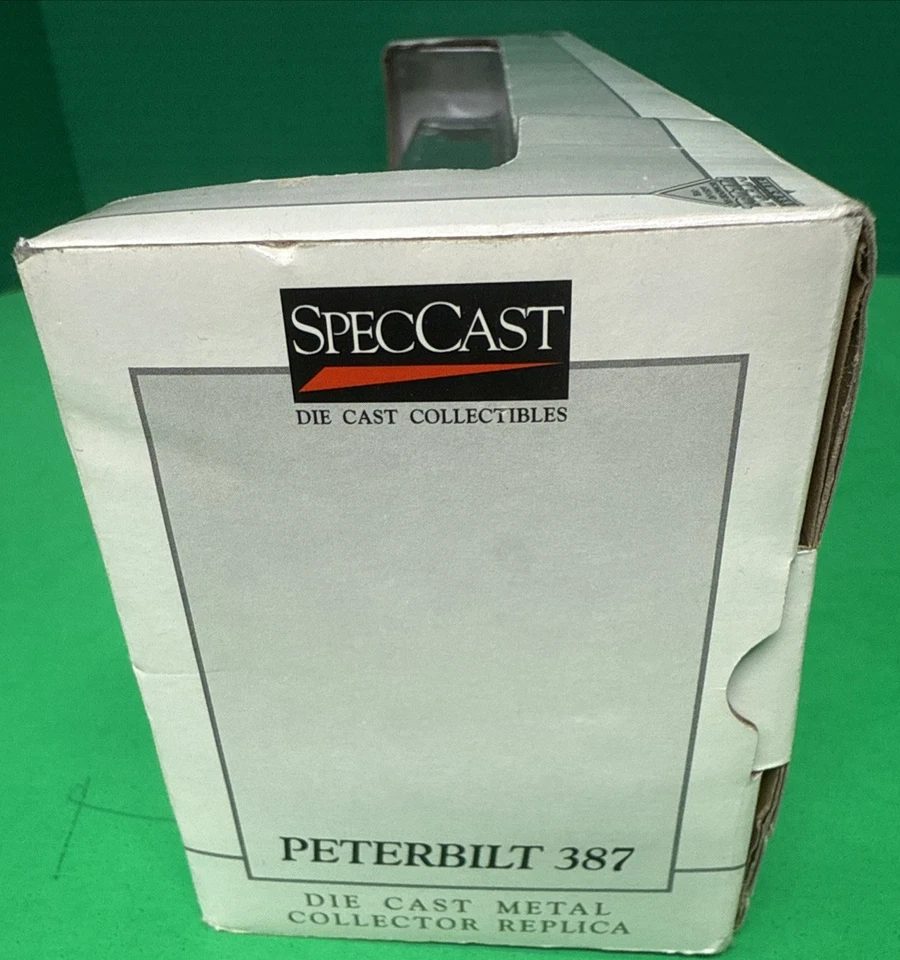 SPECCAST
DIE CAST COLLECTIBLES
PETERBILT 387
DIE CAST METAL
COLLECTOR REPLICA